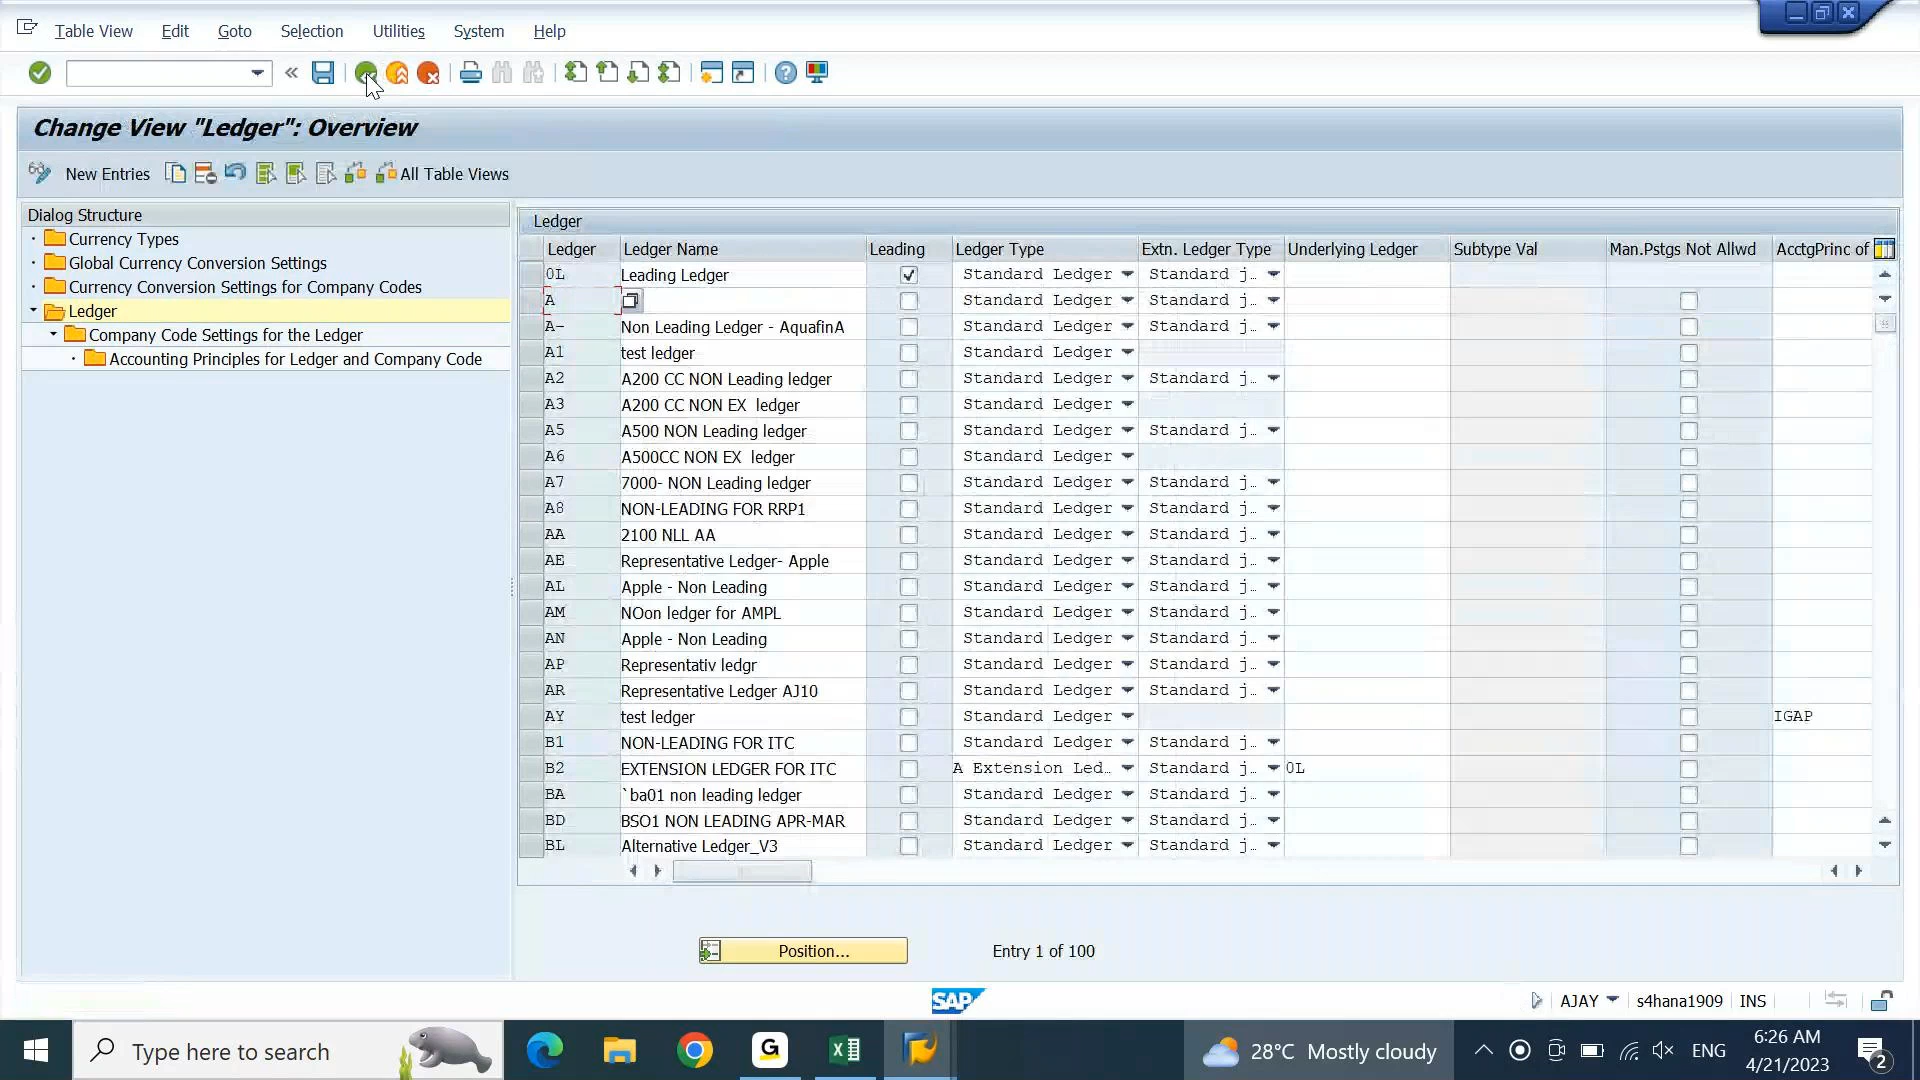 Table View Edit Goto Selection Utilities System Help
Change View "Ledger": Overview
New Entries All Table Views
Dialog Structure
Currency Types
Global Currency Conversion Settings
Currency Conversion Settings for Company Codes
Ledger
Company Code Settings for the Ledger
Accounting Principles for Ledger and Company Code
Ledger
Ledger Ledger Name Leading Ledger Type Extn. Ledger Type Underlying Ledger Subtype Val Man.Pstgs Not Allwd AcctgPrinc of
0L Leading Ledger Standard Ledger Standard j…
A Standard Ledger Standard j…
A- Non Leading Ledger - AquafinA Standard Ledger Standard j…
A1 test ledger Standard Ledger
A2 A200 CC NON Leading ledger Standard Ledger Standard j…
A3 A200 CC NON EX ledger Standard Ledger
A5 A500 NON Leading ledger Standard Ledger Standard j…
A6 A500CC NON EX ledger Standard Ledger
A7 7000- NON Leading ledger Standard Ledger Standard j…
A8 NON-LEADING FOR RRP1 Standard Ledger Standard j…
AA 2100 NLL AA Standard Ledger Standard j…
AE Representative Ledger- Apple Standard Ledger Standard j…
AL Apple - Non Leading Standard Ledger Standard j…
AM NOon ledger for AMPL Standard Ledger Standard j…
AN Apple - Non Leading Standard Ledger Standard j…
AP Representativ ledgr Standard Ledger Standard j…
AR Representative Ledger AJ10 Standard Ledger Standard j…
AY test ledger Standard Ledger IGAP
B1 NON-LEADING FOR ITC Standard Ledger Standard j…
B2 EXTENSION LEDGER FOR ITC A Extension Led… Standard j… 0L
BA `ba01 non leading ledger Standard Ledger Standard j…
BD BSO1 NON LEADING APR-MAR Standard Ledger Standard j…
BL Alternative Ledger_V3 Standard Ledger Standard j…
Position... Entry 1 of 100
SAP
AJAY s4hana1909 INS
Type here to search
28°C Mostly cloudy
ENG
6:26 AM
4/21/2023
2